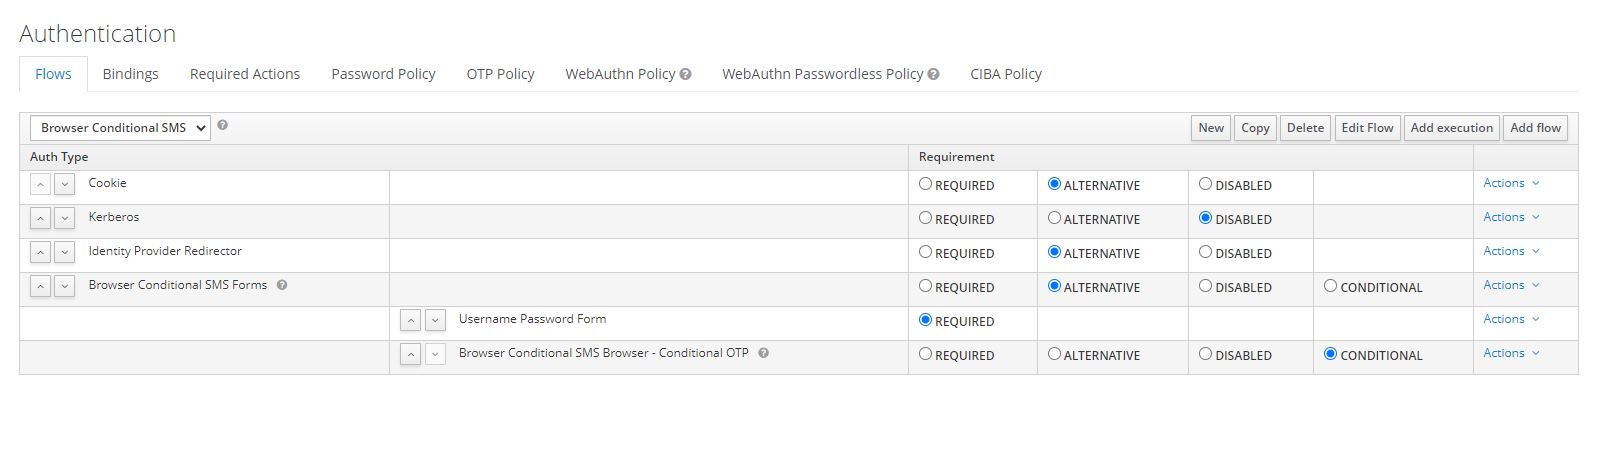 Authentication
Flows Bindings Required Actions Password Policy OTP Policy WebAuthn Policy ? WebAuthn Passwordless Policy ? CIBA Policy
Browser Conditional SMS ? New Copy Delete Edit Flow Add execution Add flow
Auth Type Requirement
Cookie REQUIRED ALTERNATIVE DISABLED Actions
Kerberos REQUIRED ALTERNATIVE DISABLED Actions
Identity Provider Redirector REQUIRED ALTERNATIVE DISABLED Actions
Browser Conditional SMS Forms ? REQUIRED ALTERNATIVE DISABLED CONDITIONAL Actions
Username Password Form REQUIRED Actions
Browser Conditional SMS Browser - Conditional OTP ? REQUIRED ALTERNATIVE DISABLED CONDITIONAL Actions